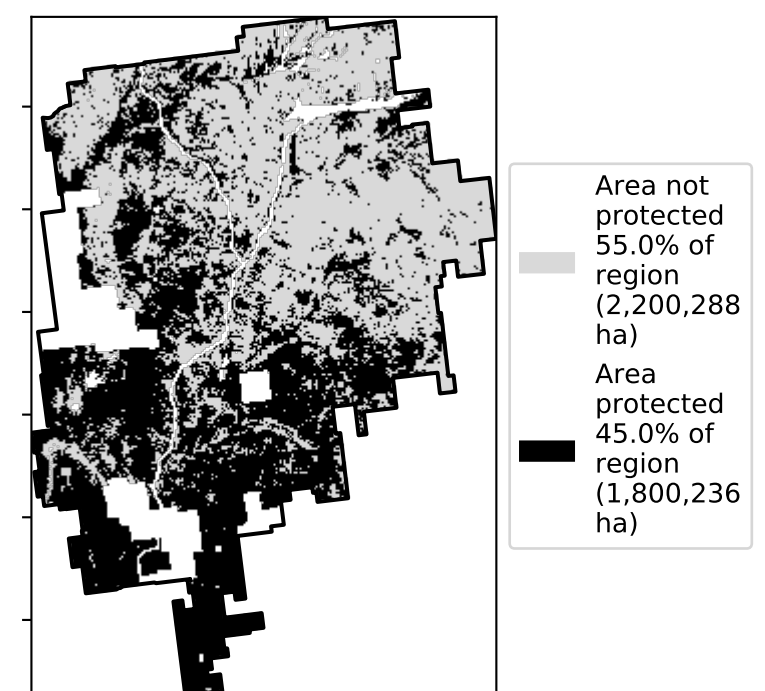 Area not
protected
55.0% of
region
(2,200,288
ha)
Area
protected
45.0% of
region
(1,800,236
ha)